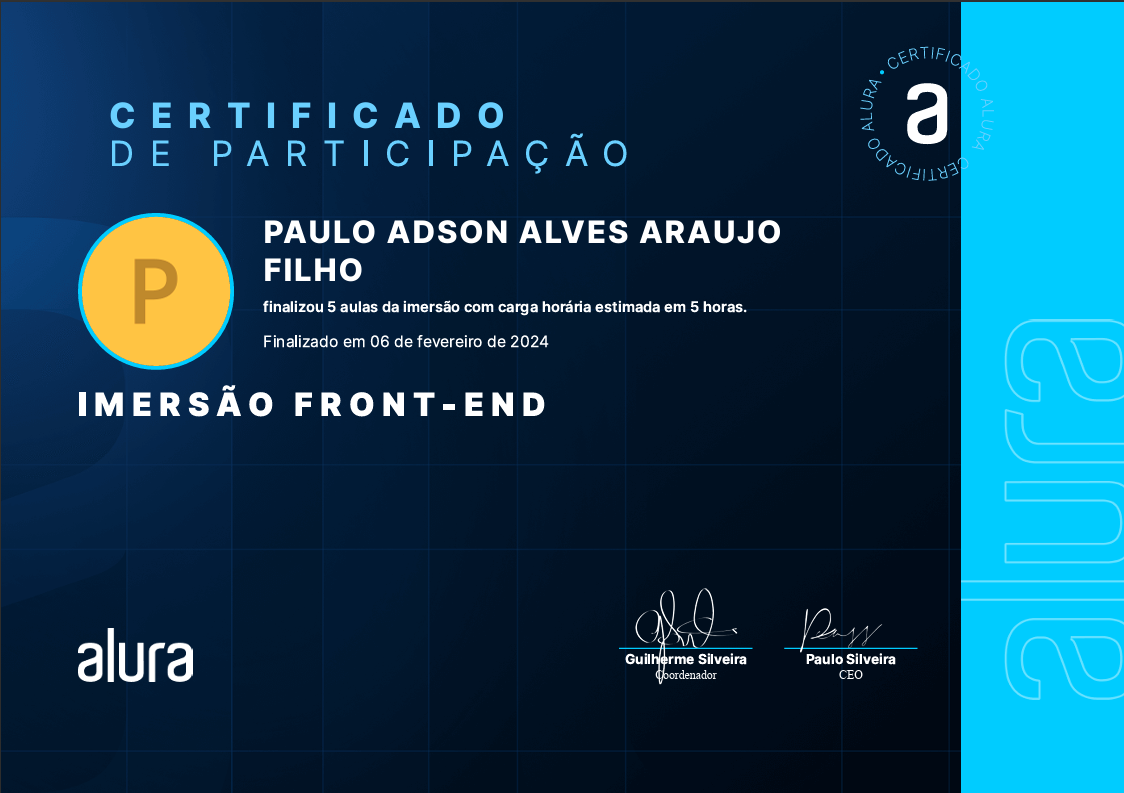 CERTIFICADO
DE PARTICIPAÇÃO
CERTIFICADO ALURA • CERTIFICADO ALURA
a
P
PAULO ADSON ALVES ARAUJO
FILHO
finalizou 5 aulas da imersão com carga horária estimada em 5 horas.
Finalizado em 06 de fevereiro de 2024
IMERSÃO FRONT-END
alura
Guilherme Silveira
Coordenador
Paulo Silveira
CEO
alura